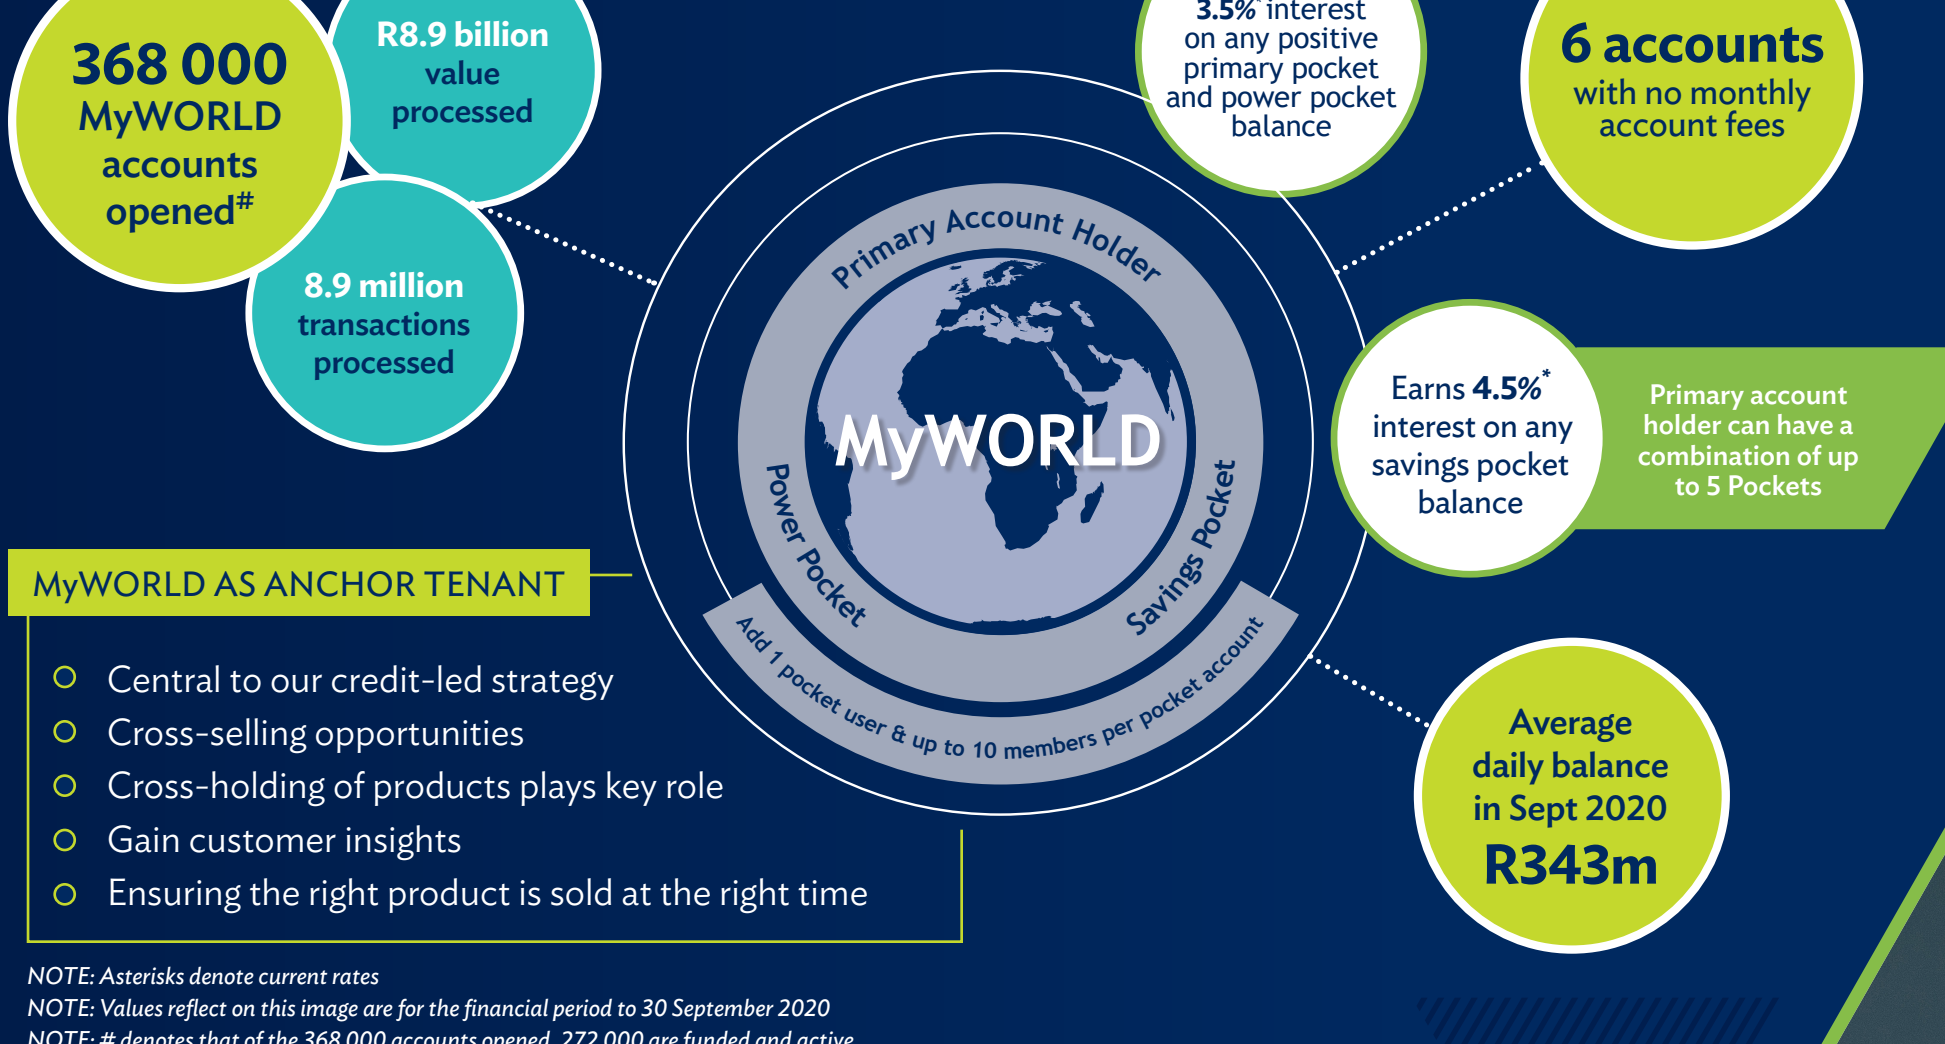 368 000
MyWORLD
accounts
opened#
R8.9 billion
value
processed
8.9 million
transactions
processed
3.5%* interest
on any positive
primary pocket
and power pocket
balance
6 accounts
with no monthly
account fees
Primary Account Holder
MyWORLD
Power Pocket
Savings Pocket
Add 1 pocket user & up to 10 members per pocket account
Earns 4.5%*
interest on any
savings pocket
balance
Primary account
holder can have a
combination of up
to 5 Pockets
Average
daily balance
in Sept 2020
R343m
MyWORLD AS ANCHOR TENANT
Central to our credit-led strategy
Cross-selling opportunities
Cross-holding of products plays key role
Gain customer insights
Ensuring the right product is sold at the right time
NOTE: Asterisks denote current rates
NOTE: Values reflect on this image are for the financial period to 30 September 2020
NOTE: # denotes that of the 368 000 accounts opened, 272 000 are funded and active